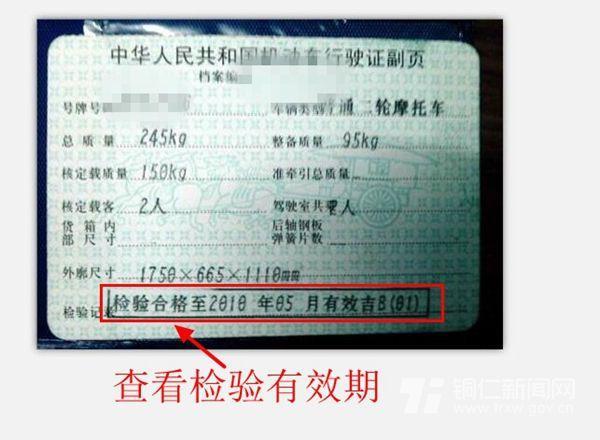 中华人民共和国机动车行驶证副页
档案编
号牌号 车辆类型 普通二轮摩托车
总质量 245kg 整备质量 95kg
核定载质量 150kg 准牵引总质量
核定载客 2人 驾驶室共乘 人
货箱内部尺寸 后轴钢板弹簧片数
外廓尺寸 1750×665×1110mm
检验记录 检验合格至2010 年05 月有效吉B(01)
查看检验有效期
铜仁新闻网
www.trxw.gov.cn